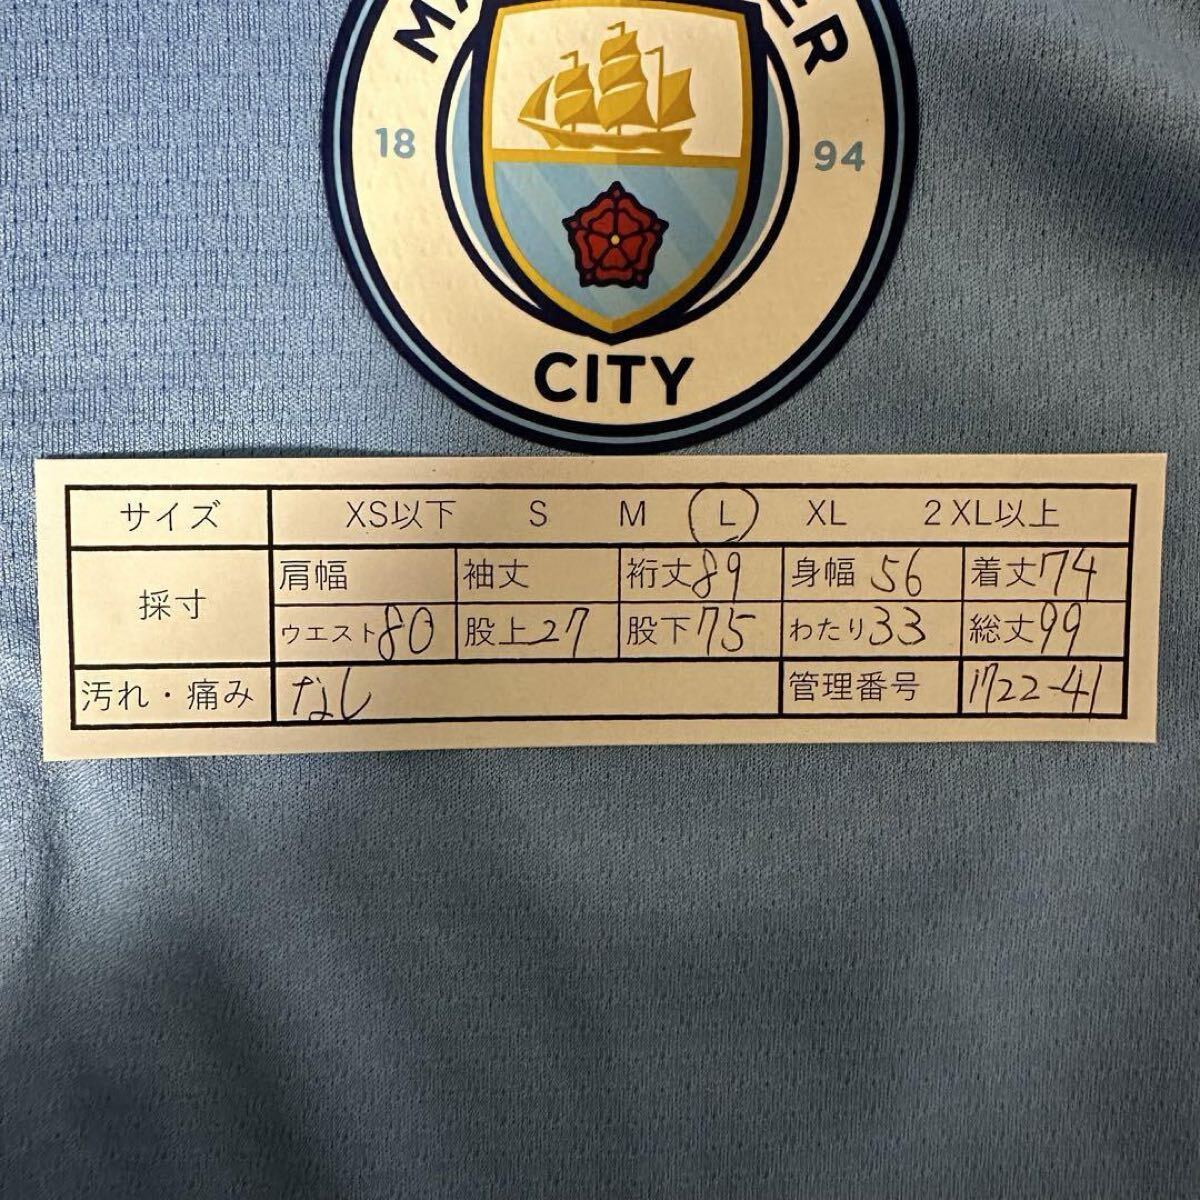 MANCHESTER
18 94
CITY
サイズ XS以下 S M L XL 2XL以上
採寸 肩幅 袖丈 裄丈89 身幅56 着丈74
ウエスト80 股上27 股下75 わたり33 総丈99
汚れ・痛み なし 管理番号 1722-41